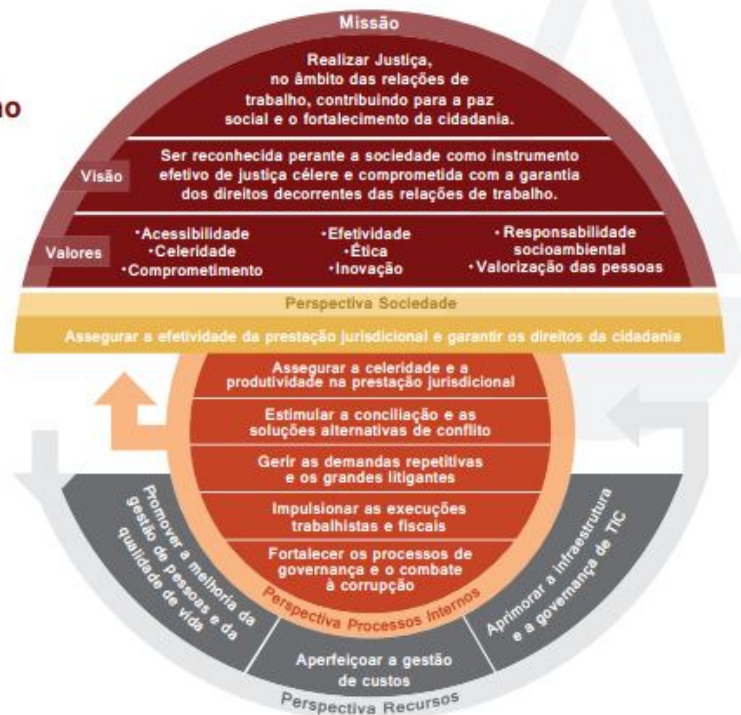 Missão
Realizar Justiça,
no âmbito das relações de
trabalho, contribuindo para a paz
social e o fortalecimento da cidadania.
Visão
Ser reconhecida perante a sociedade como instrumento
efetivo de justiça célere e comprometida com a garantia
dos direitos decorrentes das relações de trabalho.
Valores
•Acessibilidade
•Celeridade
•Comprometimento
•Efetividade
•Ética
•Inovação
• Responsabilidade
socioambiental
• Valorização das pessoas
Perspectiva Sociedade
Assegurar a efetividade da prestação jurisdicional e garantir os direitos da cidadania
Assegurar a celeridade e a
produtividade na prestação jurisdicional
Estimular a conciliação e as
soluções alternativas de conflito
Gerir as demandas repetitivas
e os grandes litigantes
Impulsionar as execuções
trabalhistas e fiscais
Fortalecer os processos de
governança e o combate
à corrupção
Perspectiva Processos Internos
Promover a melhoria da
gestão de pessoas e da
qualidade de vida
Aperfeiçoar a gestão
de custos
Aprimorar a infraestrutura
e a governança de TIC
Perspectiva Recursos